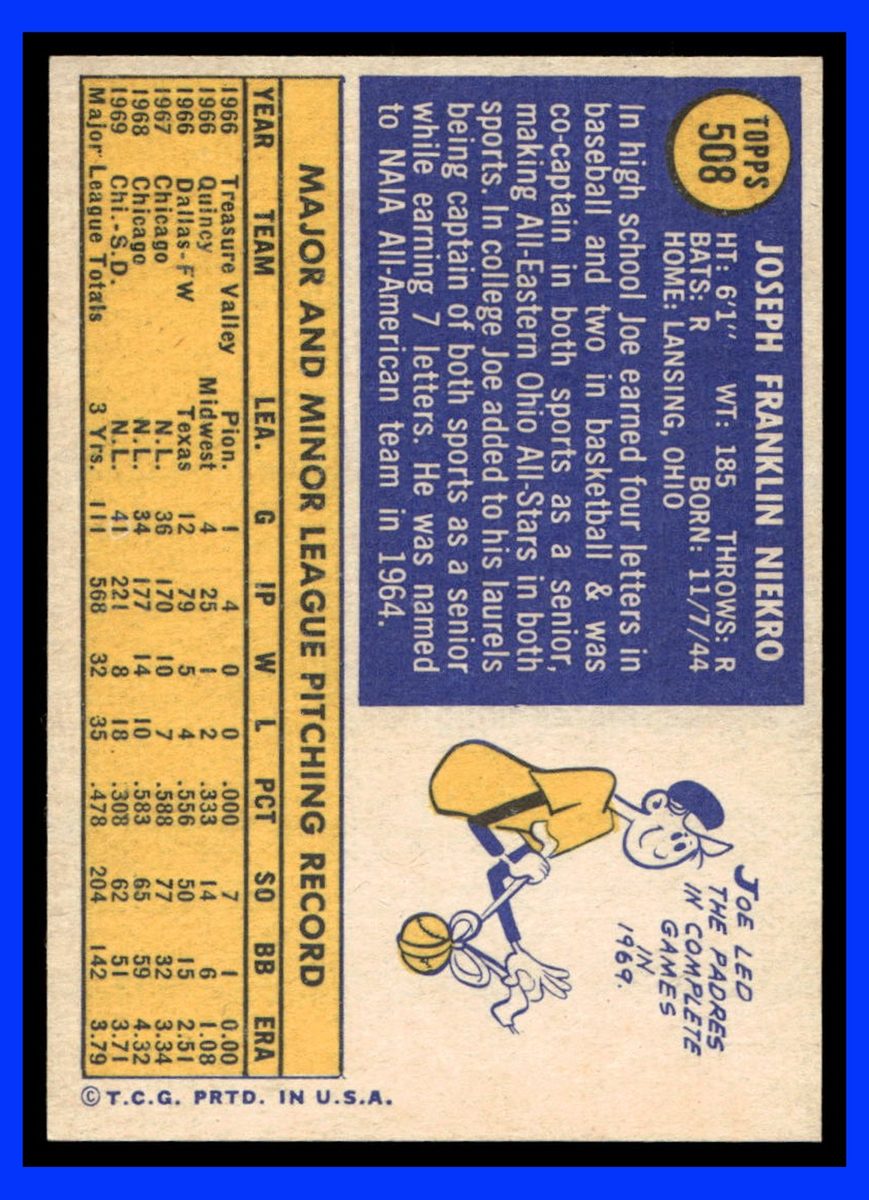 TOPPS
508
JOSEPH FRANKLIN NIEKRO
HT: 6'1" WT: 185 THROWS: R
BATS: R BORN: 11/7/44
HOME: LANSING, OHIO
In high school Joe earned four letters in
baseball and two in basketball & was
co-captain in both sports as a senior,
making All-Eastern Ohio All-Stars in both
sports. In college Joe added to his laurels
being captain of both sports as a senior
while earning 7 letters. He was named
to NAIA All-American team in 1964.
JOE LED
THE PADRES
IN COMPLETE
GAMES
IN
1969.
MAJOR AND MINOR LEAGUE PITCHING RECORD
YEAR TEAM LEA. G IP W L PCT SO BB ERA
1966 Treasure Valley Pion. 1 4 0 0 .000 7 1 0.00
1966 Quincy Midwest 4 25 1 2 .333 14 6 1.08
1966 Dallas-FW Texas 12 79 5 4 .556 50 15 2.51
1967 Chicago N.L. 36 170 10 7 .588 77 32 3.34
1968 Chicago N.L. 34 177 14 10 .583 65 59 4.32
1969 Chi.-S.D. N.L. 41 221 8 18 .308 62 51 3.71
Major League Totals 3 Yrs. 111 568 32 35 .478 204 142 3.79
© T.C.G. PRTD. IN U.S.A.